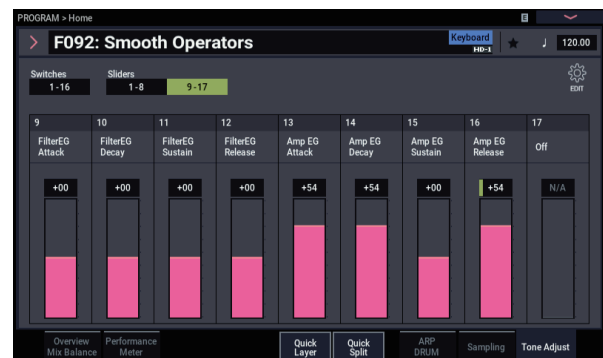 PROGRAM > Home
E
F092: Smooth Operators
Keyboard
HD-1
♩ 120.00
Switches
1-16
Sliders
1-8
9-17
EDIT
9
10
11
12
13
14
15
16
17
FilterEG
Attack
FilterEG
Decay
FilterEG
Sustain
FilterEG
Release
Amp EG
Attack
Amp EG
Decay
Amp EG
Sustain
Amp EG
Release
Off
+00
+00
+00
+00
+54
+54
+00
+54
N/A
Overview
Mix Balance
Performance
Meter
Quick
Layer
Quick
Split
ARP
DRUM
Sampling
Tone Adjust